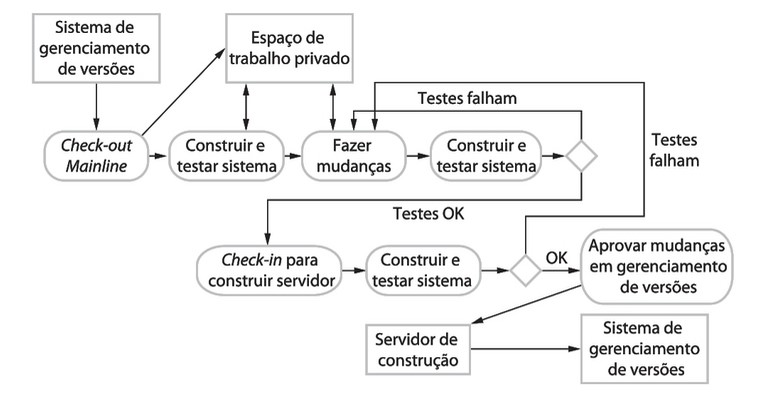 Sistema de
gerenciamento
de versões
Espaço de
trabalho privado
Testes falham
Check-out
Mainline
Construir e
testar sistema
Fazer
mudanças
Construir e
testar sistema
Testes
falham
Testes OK
Check-in para
construir servidor
Construir e
testar sistema
OK
Aprovar mudanças
em gerenciamento
de versões
Servidor de
construção
Sistema de
gerenciamento
de versões